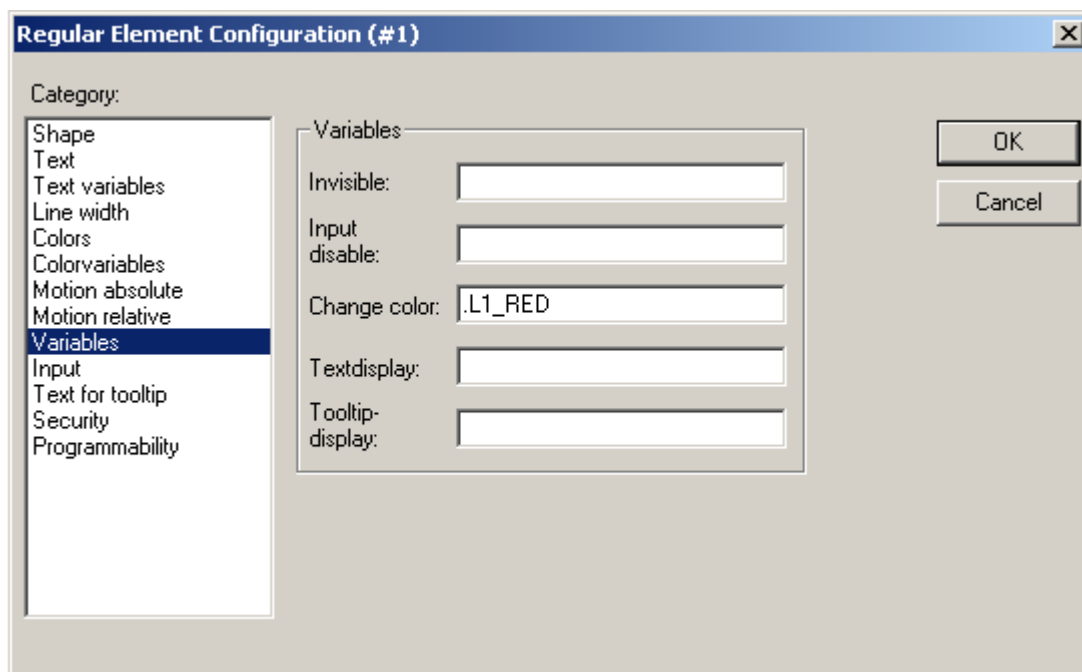 Regular Element Configuration (#1)
Category:
Shape
Text
Text variables
Line width
Colors
Colorvariables
Motion absolute
Motion relative
Variables
Input
Text for tooltip
Security
Programmability
Variables
Invisible:
Input
disable:
Change color: .L1_RED
Textdisplay:
Tooltip-
display:
OK
Cancel